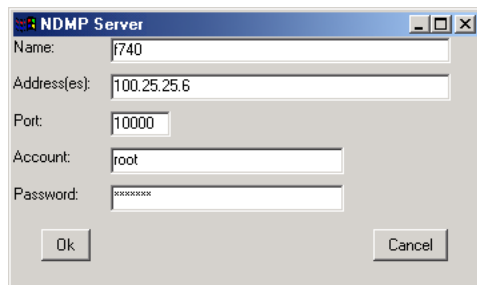 NDMP Server
Name: f740
Address(es): 100.25.25.6
Port: 10000
Account: root
Password: *******
Ok Cancel